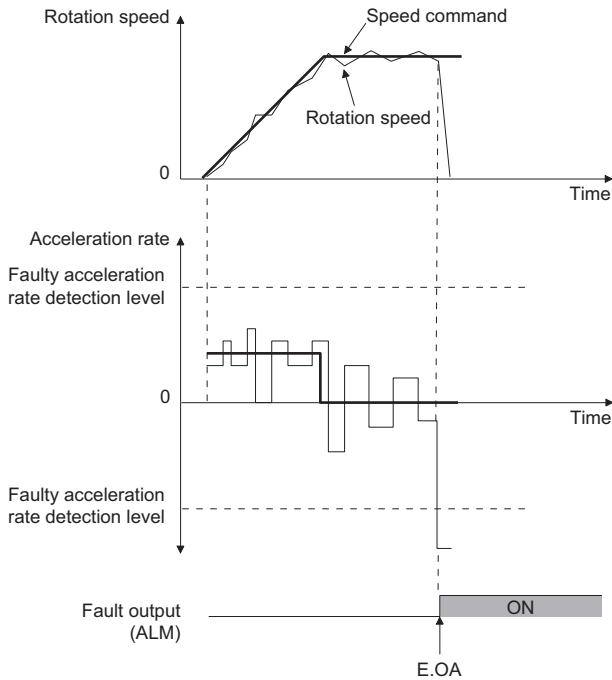 Rotation speed
Speed command
Rotation speed
0
Time
Acceleration rate
Faulty acceleration
rate detection level
0
Time
Faulty acceleration
rate detection level
Fault output
(ALM)
ON
E.OA